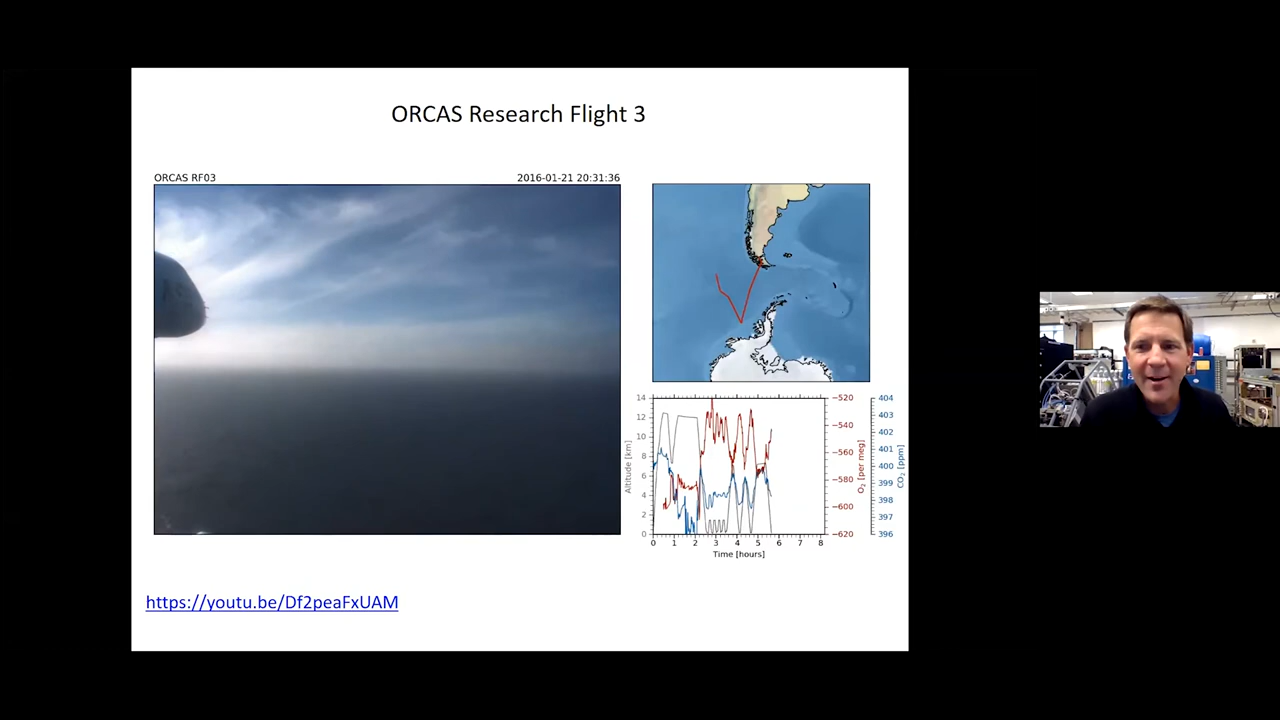 ORCAS Research Flight 3
ORCAS RF03 2016-01-21 20:31:36
14
12
10
8
6
4
2
0
Altitude [km]
0 1 2 3 4 5 6 7 8
Time [hours]
−520
−540
−560
−580
−600
−620
O₂ [per meg]
404
403
402
401
400
399
398
397
396
CO₂ [ppm]
https://youtu.be/Df2peaFxUAM